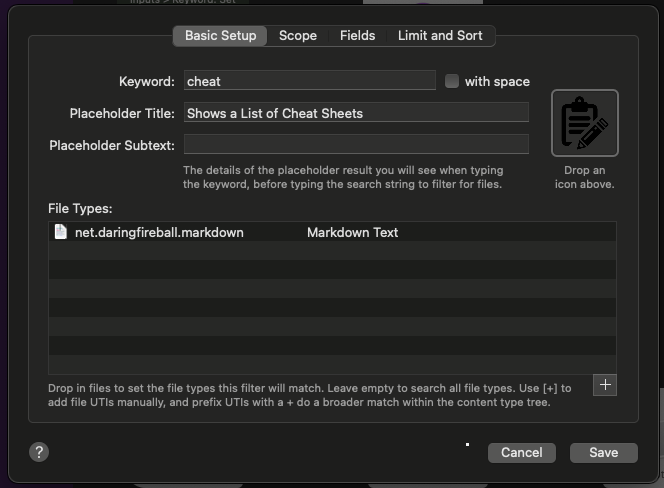 Inputs > Keyword: Set
Basic Setup
Scope
Fields
Limit and Sort
Keyword:
cheat
with space
Placeholder Title:
Shows a List of Cheat Sheets
Placeholder Subtext:
The details of the placeholder result you will see when typing
the keyword, before typing the search string to filter for files.
Drop an
icon above.
File Types:
net.daringfireball.markdown
Markdown Text
Drop in files to set the file types this filter will match. Leave empty to search all file types. Use [+] to
add file UTIs manually, and prefix UTIs with a + do a broader match within the content type tree.
+
?
Cancel
Save